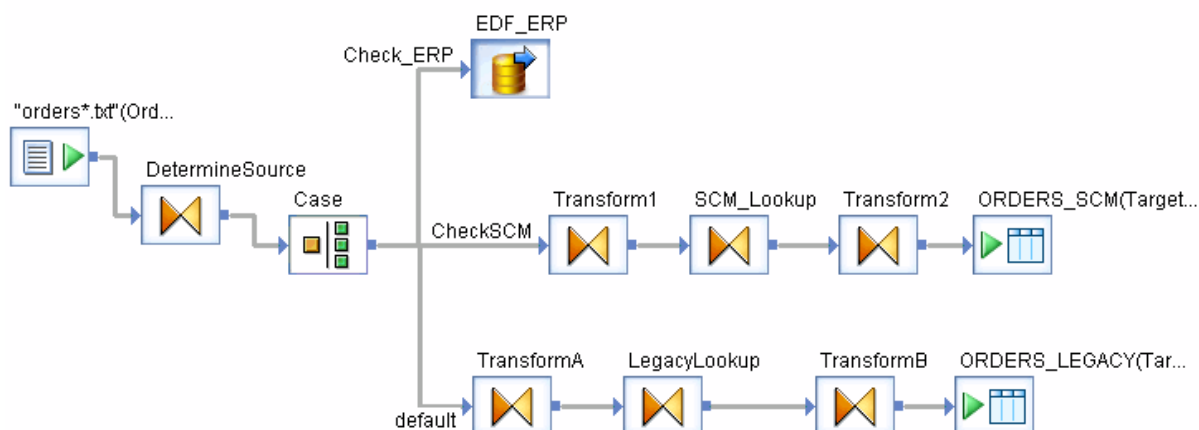 EDF_ERP
Check_ERP
"orders*.txt"(Ord...
DetermineSource
Case
Transform1
SCM_Lookup
Transform2
ORDERS_SCM(Target...
CheckSCM
TransformA
LegacyLookup
TransformB
ORDERS_LEGACY(Tar...
default